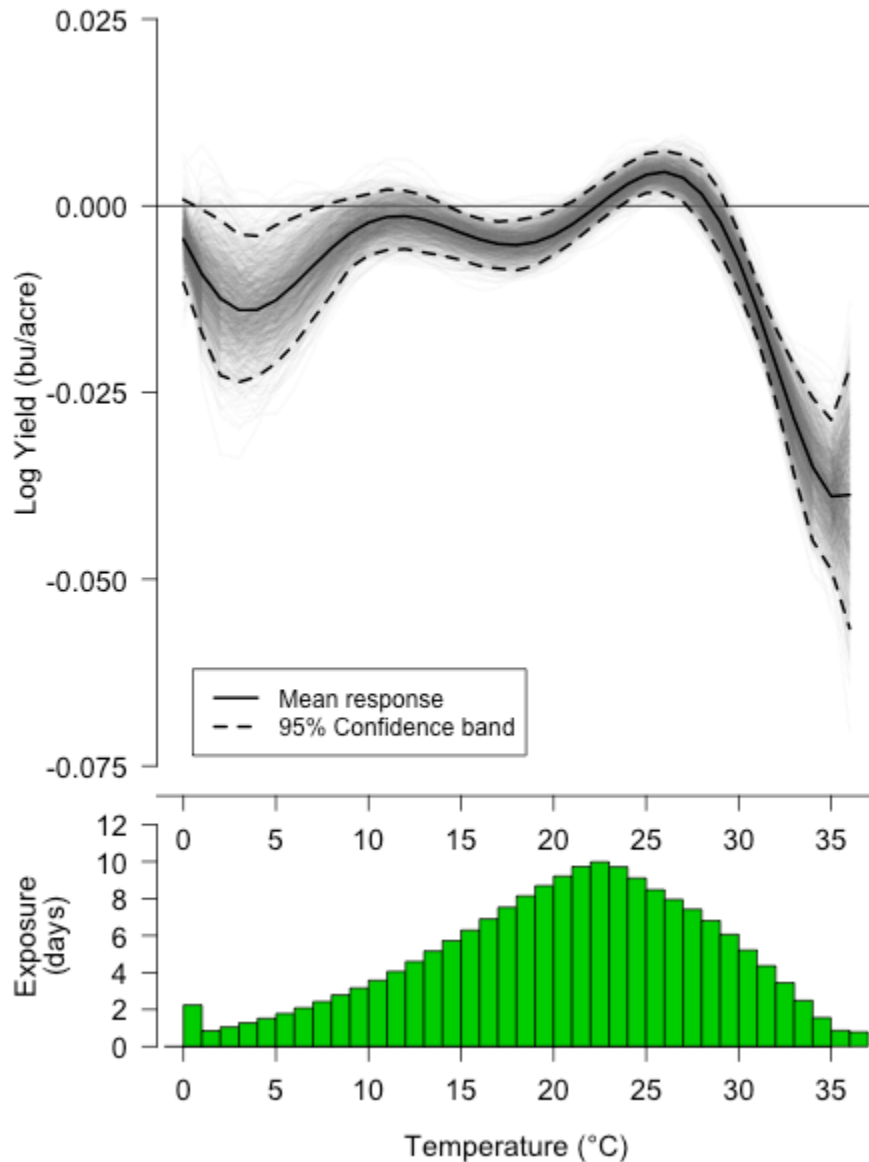 0.025
0.000
-0.025
-0.050
-0.075
Log Yield (bu/acre)
Mean response
95% Confidence band
0 5 10 15 20 25 30 35
12
10
8
6
4
2
0
Exposure
(days)
0 5 10 15 20 25 30 35
Temperature (°C)